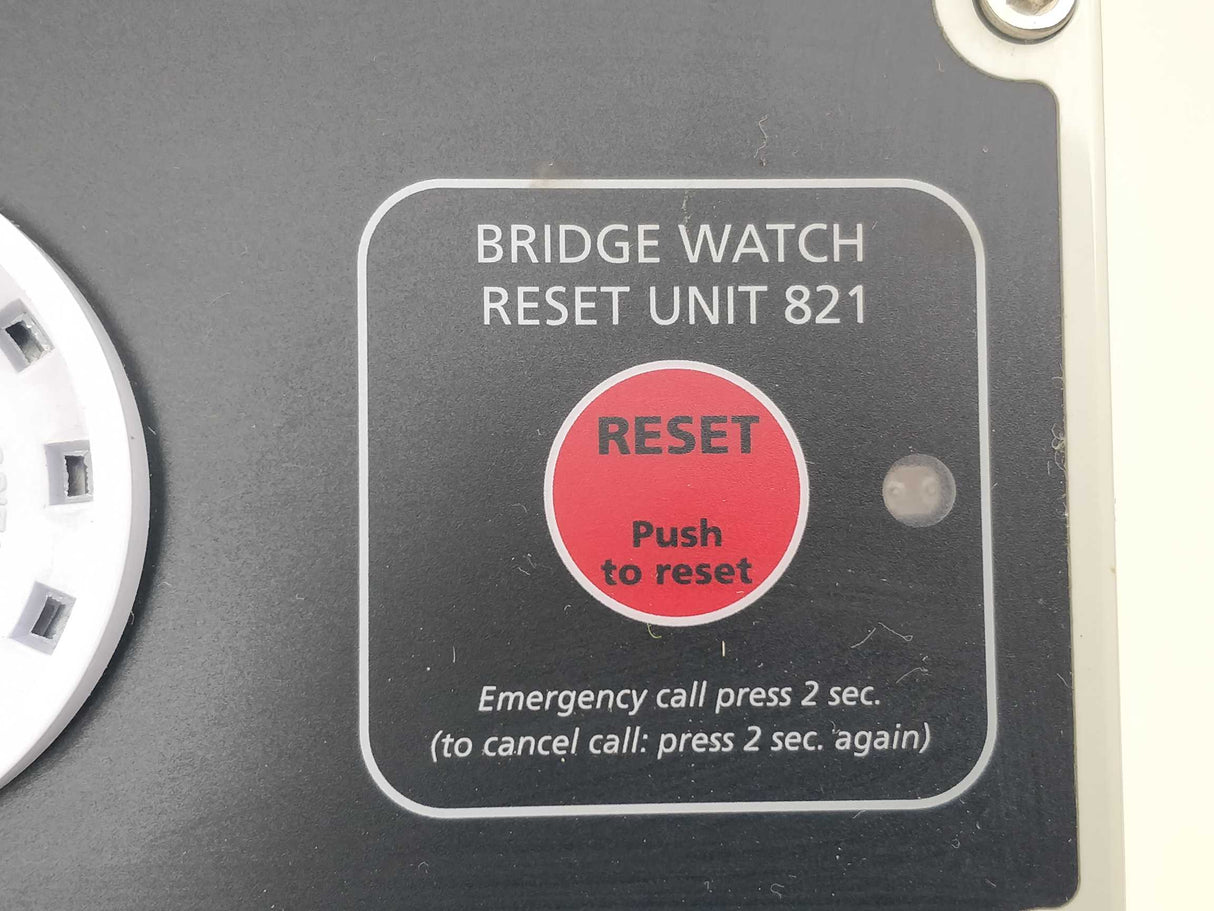 BRIDGE WATCH
RESET UNIT 821
RESET
Push
to reset
Emergency call press 2 sec.
(to cancel call: press 2 sec. again)